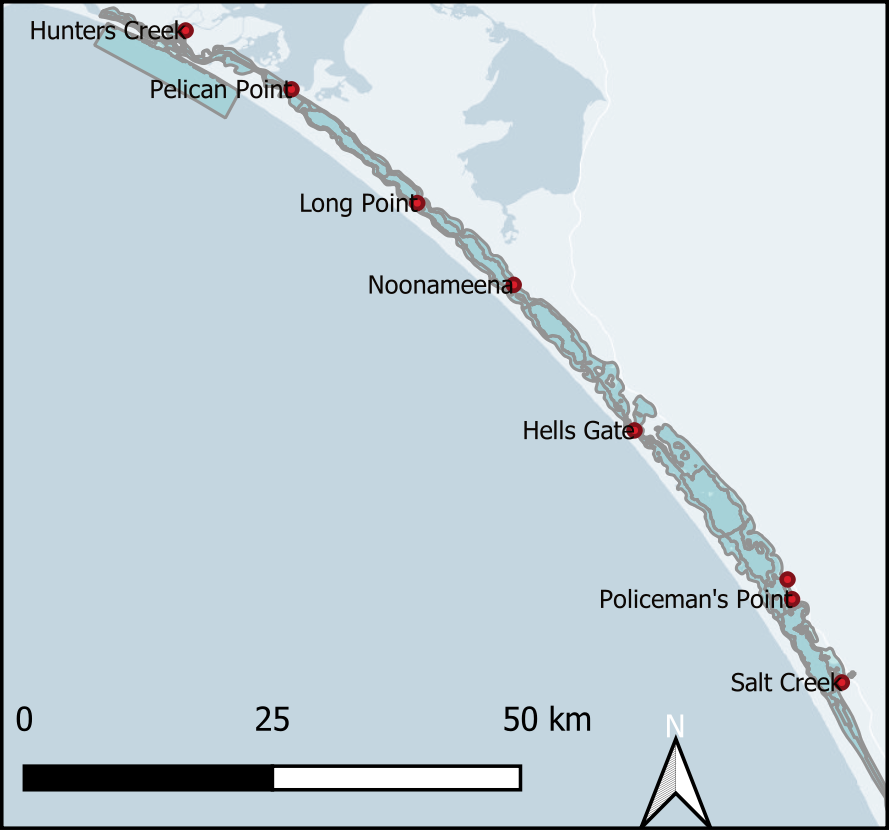 Hunters Creek
Pelican Point
Long Point
Noonameena
Hells Gate
Policeman's Point
Salt Creek
0 25 50 km
N